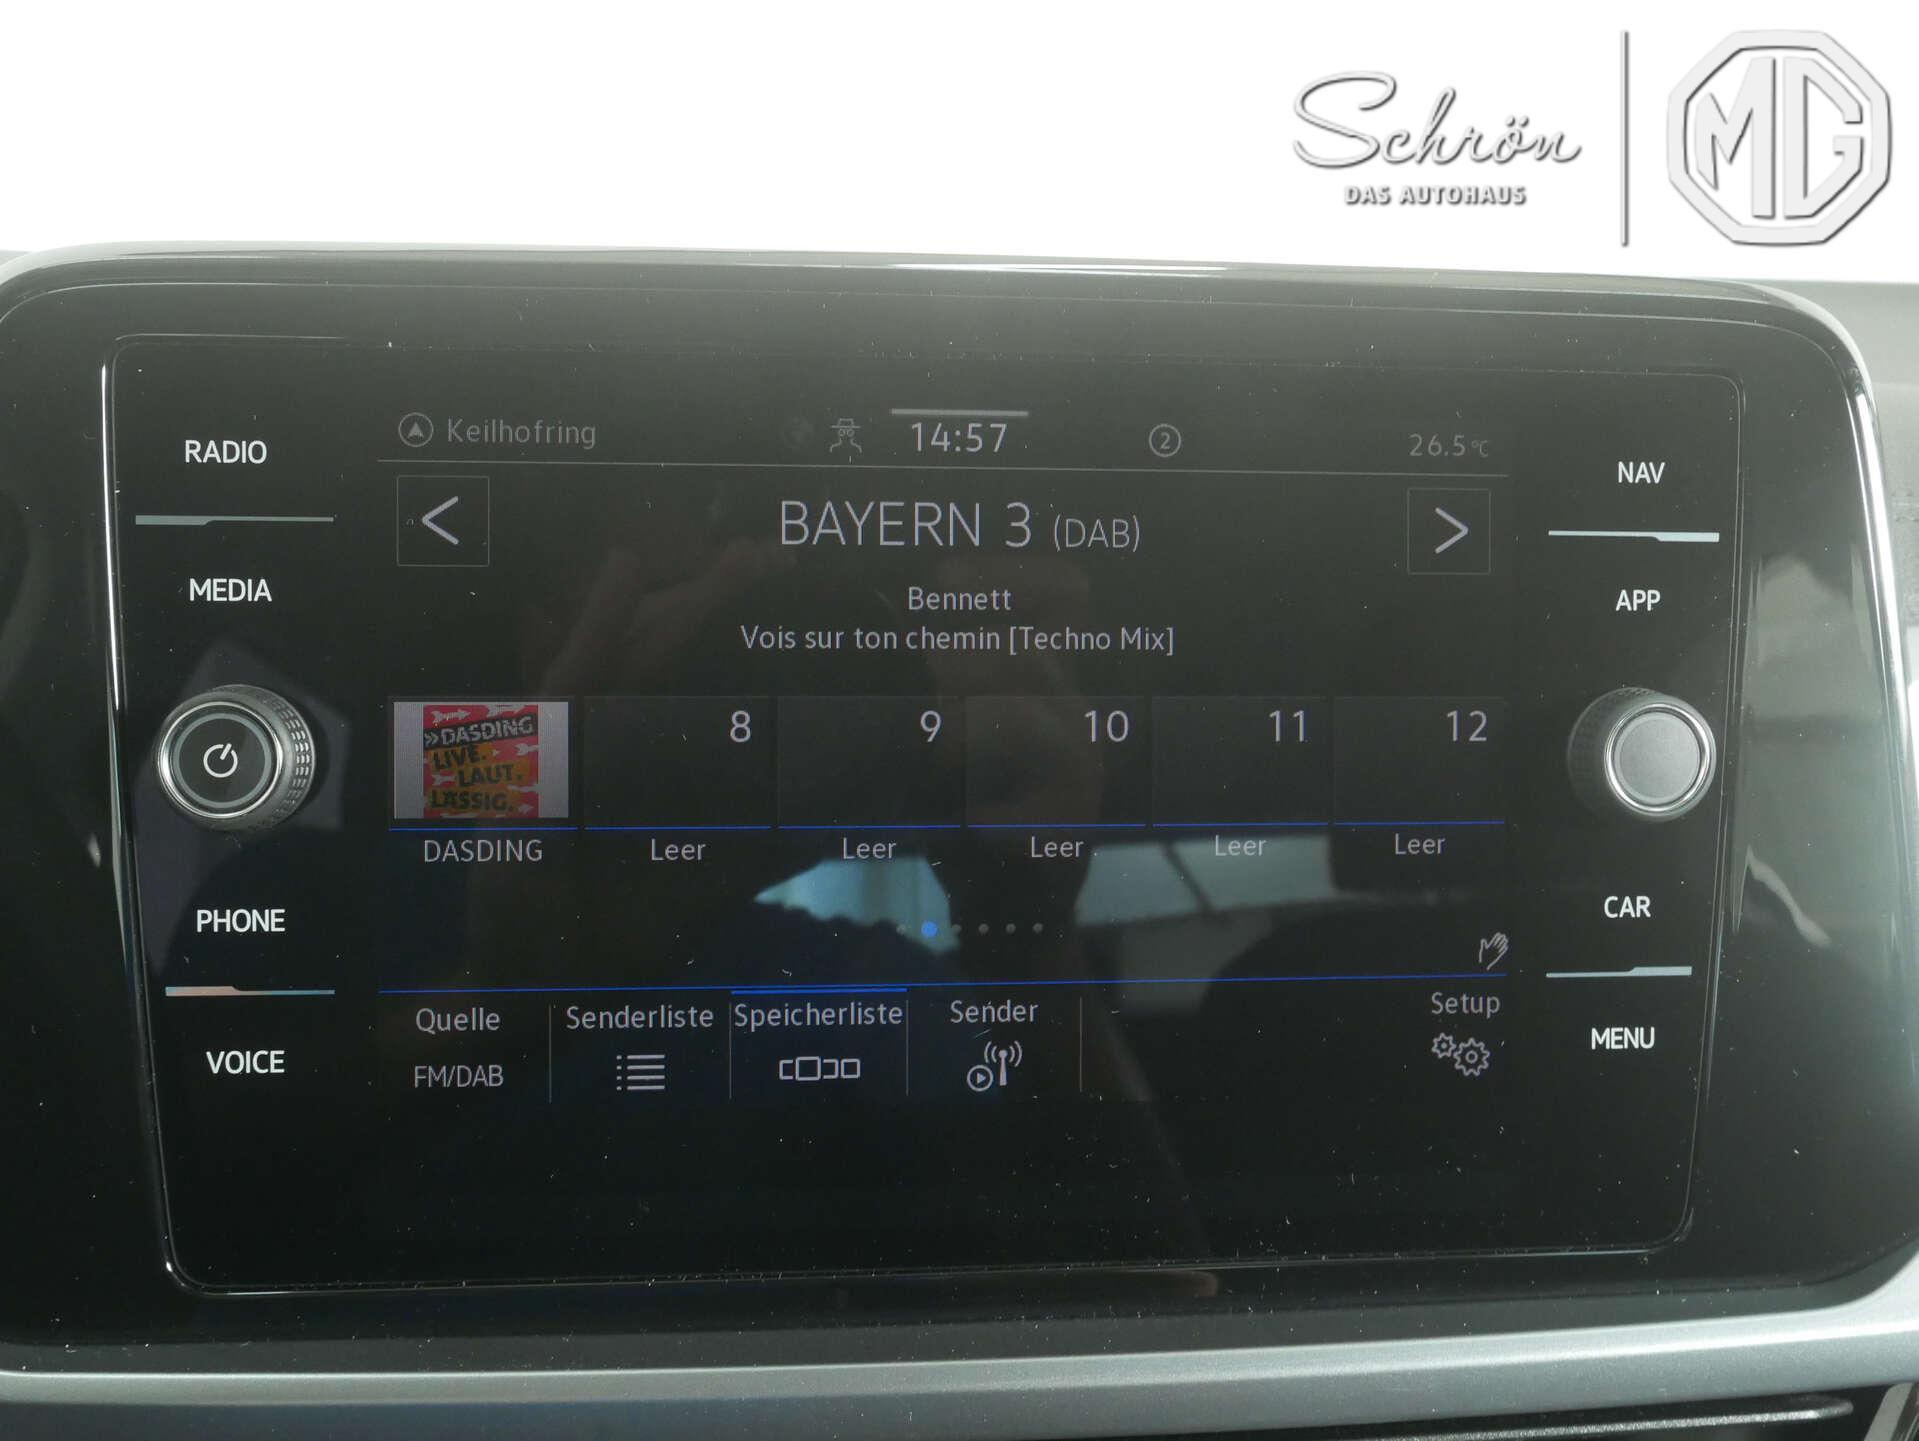 Schrön
DAS AUTOHAUS
MG
RADIO
Keilhofring
14:57
2
26.5°C
NAV
<
BAYERN 3 (DAB)
>
MEDIA
Bennett
APP
Vois sur ton chemin [Techno Mix]
»DASDING
LIVE.
LAUT.
LÄSSIG.
8
9
10
11
12
DASDING
Leer
Leer
Leer
Leer
Leer
PHONE
CAR
Quelle
Senderliste
Speicherliste
Sender
Setup
VOICE
FM/DAB
MENU